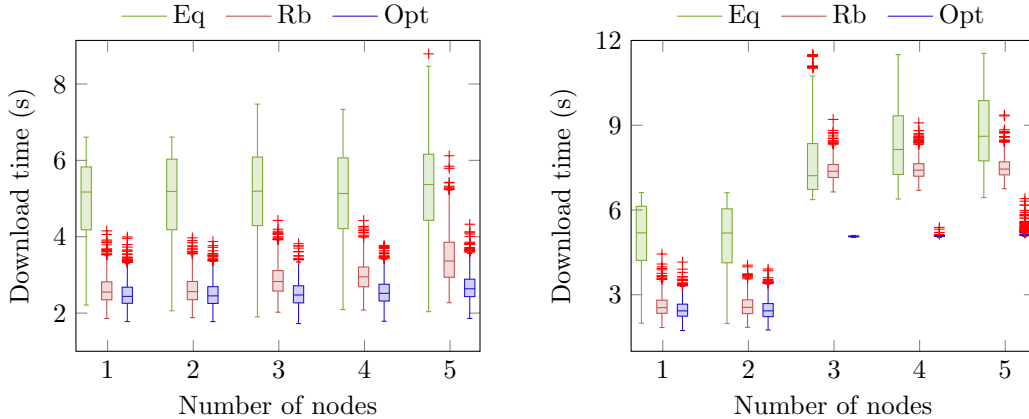 Eq Rb Opt
Download time (s)
8
6
4
2
1 2 3 4 5
Number of nodes
Eq Rb Opt
Download time (s)
12
9
6
3
1 2 3 4 5
Number of nodes